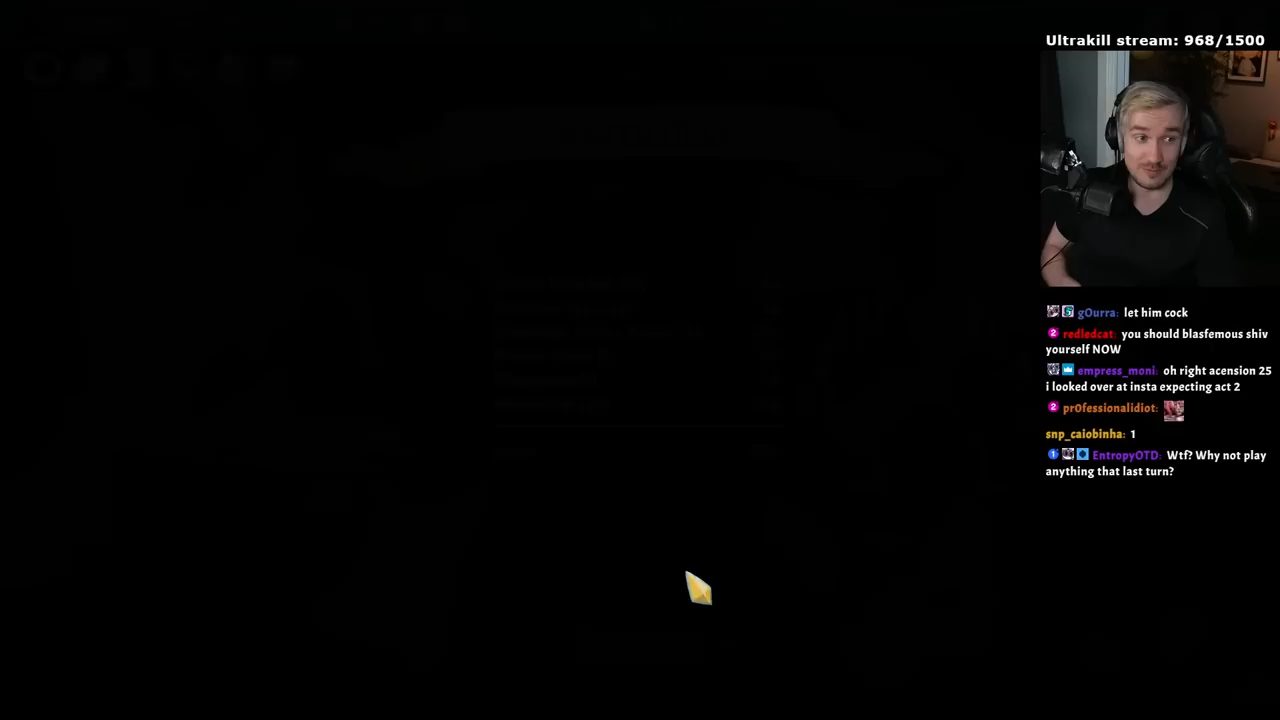 Ultrakill stream: 968/1500
gOurra: let him cock
redledcat: you should blasfemous shiv
yourself NOW
empress_moni: oh right acension 25
i looked over at insta expecting act 2
pr0fessionalidiot:
snp_caiobinha: 1
EntropyOTD: Wtf? Why not play
anything that last turn?